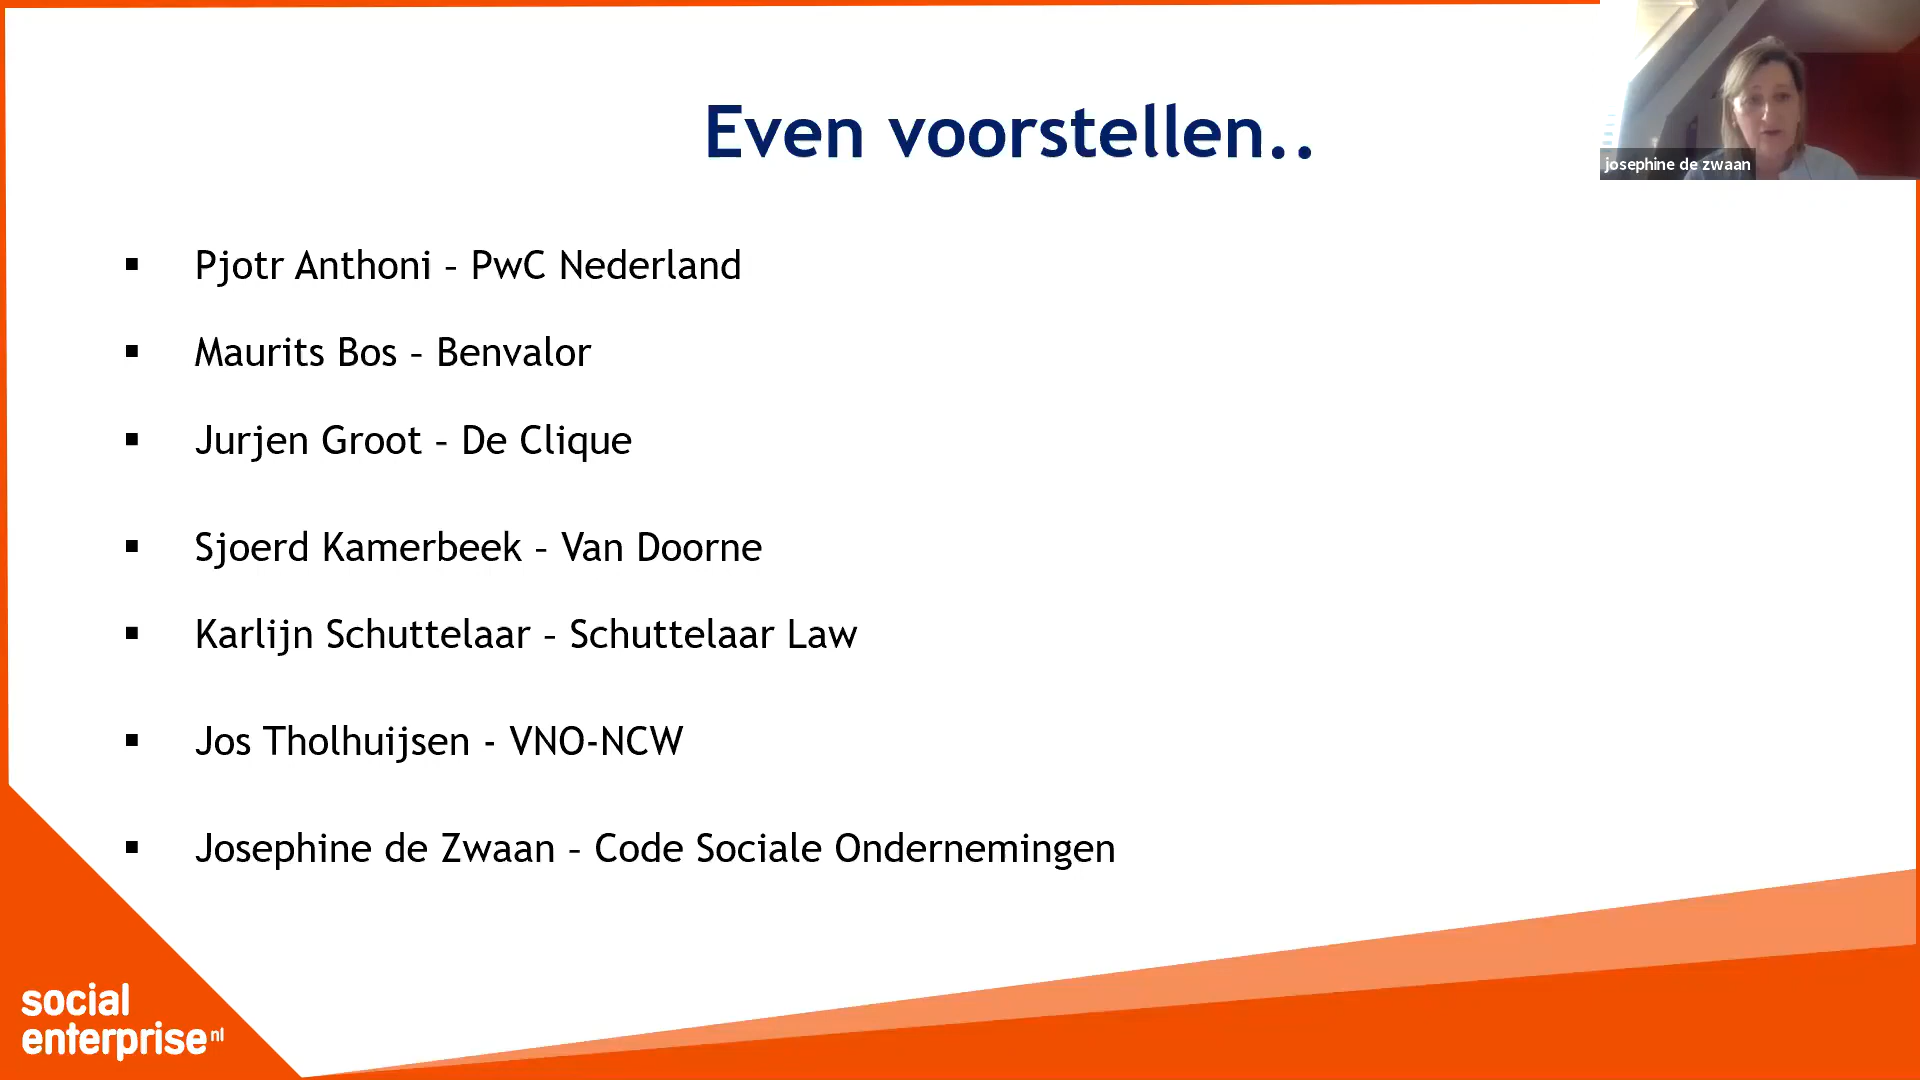 Even voorstellen..
josephine de zwaan
▪ Pjotr Anthoni – PwC Nederland
▪ Maurits Bos – Benvalor
▪ Jurjen Groot – De Clique
▪ Sjoerd Kamerbeek – Van Doorne
▪ Karlijn Schuttelaar – Schuttelaar Law
▪ Jos Tholhuijsen - VNO-NCW
▪ Josephine de Zwaan – Code Sociale Ondernemingen
social
enterprise nl